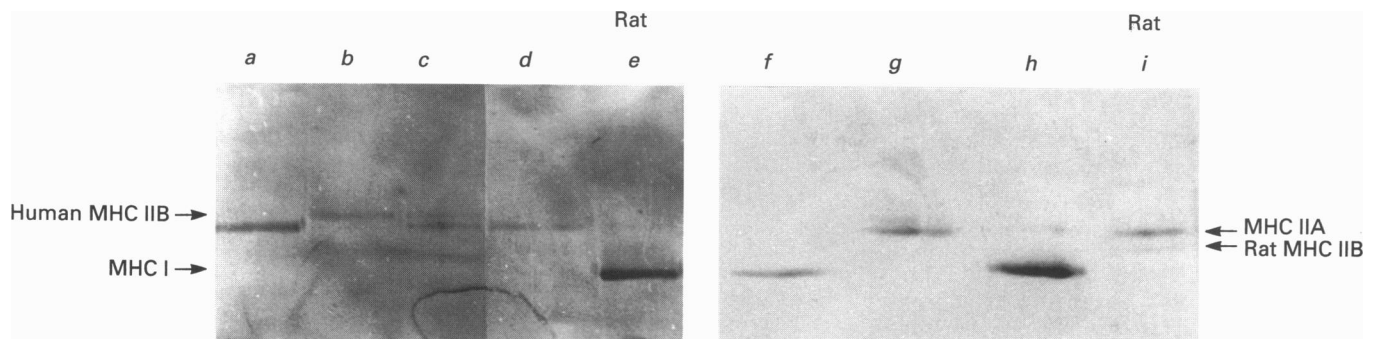 Rat Rat
a b c d e f g h i
Human MHC IIB
MHC I
MHC IIA
Rat MHC IIB